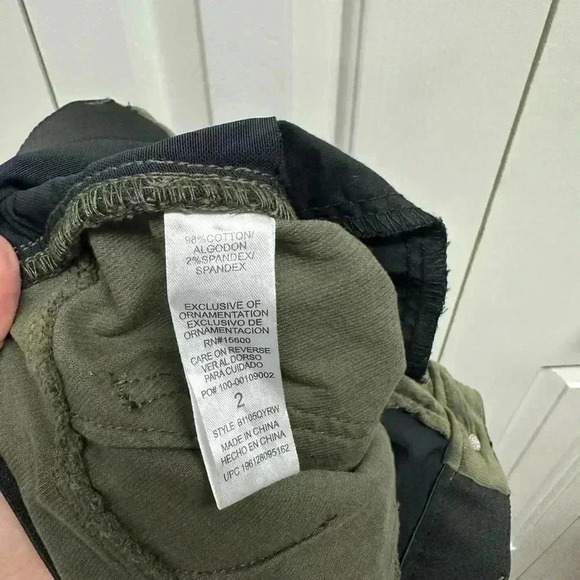 98%COTTON/
ALGODON
2%SPANDEX/
SPANDEX
EXCLUSIVE OF
ORNAMENTATION
EXCLUSIVO DE
ORNAMENTACION
RN#15600
CARE ON REVERSE
VER AL DORSO
PARA CUIDADO
PO# 100-00109002
2
STYLE B1105QYRW
MADE IN CHINA
HECHO EN CHINA
UPC 196128095162